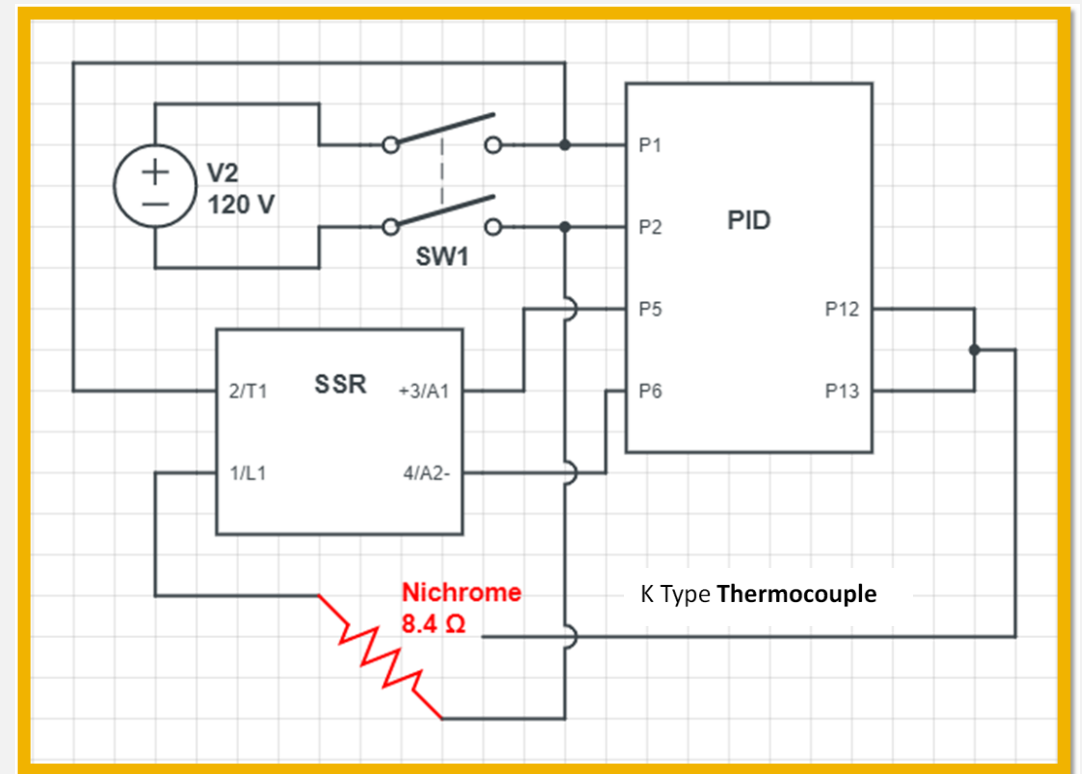 P1
V2
120 V
P2
PID
SW1
P5
P12
2/T1
SSR
+3/A1
P6
P13
1/L1
4/A2-
Nichrome
8.4 Ω
K Type Thermocouple